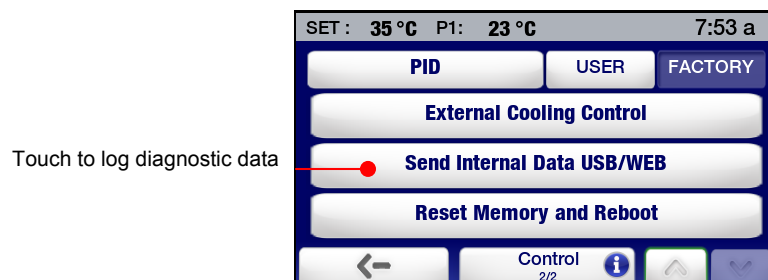 SET : 35 °C P1: 23 °C 7:53 a
PID USER FACTORY
External Cooling Control
Touch to log diagnostic data
Send Internal Data USB/WEB
Reset Memory and Reboot
Control
2/2